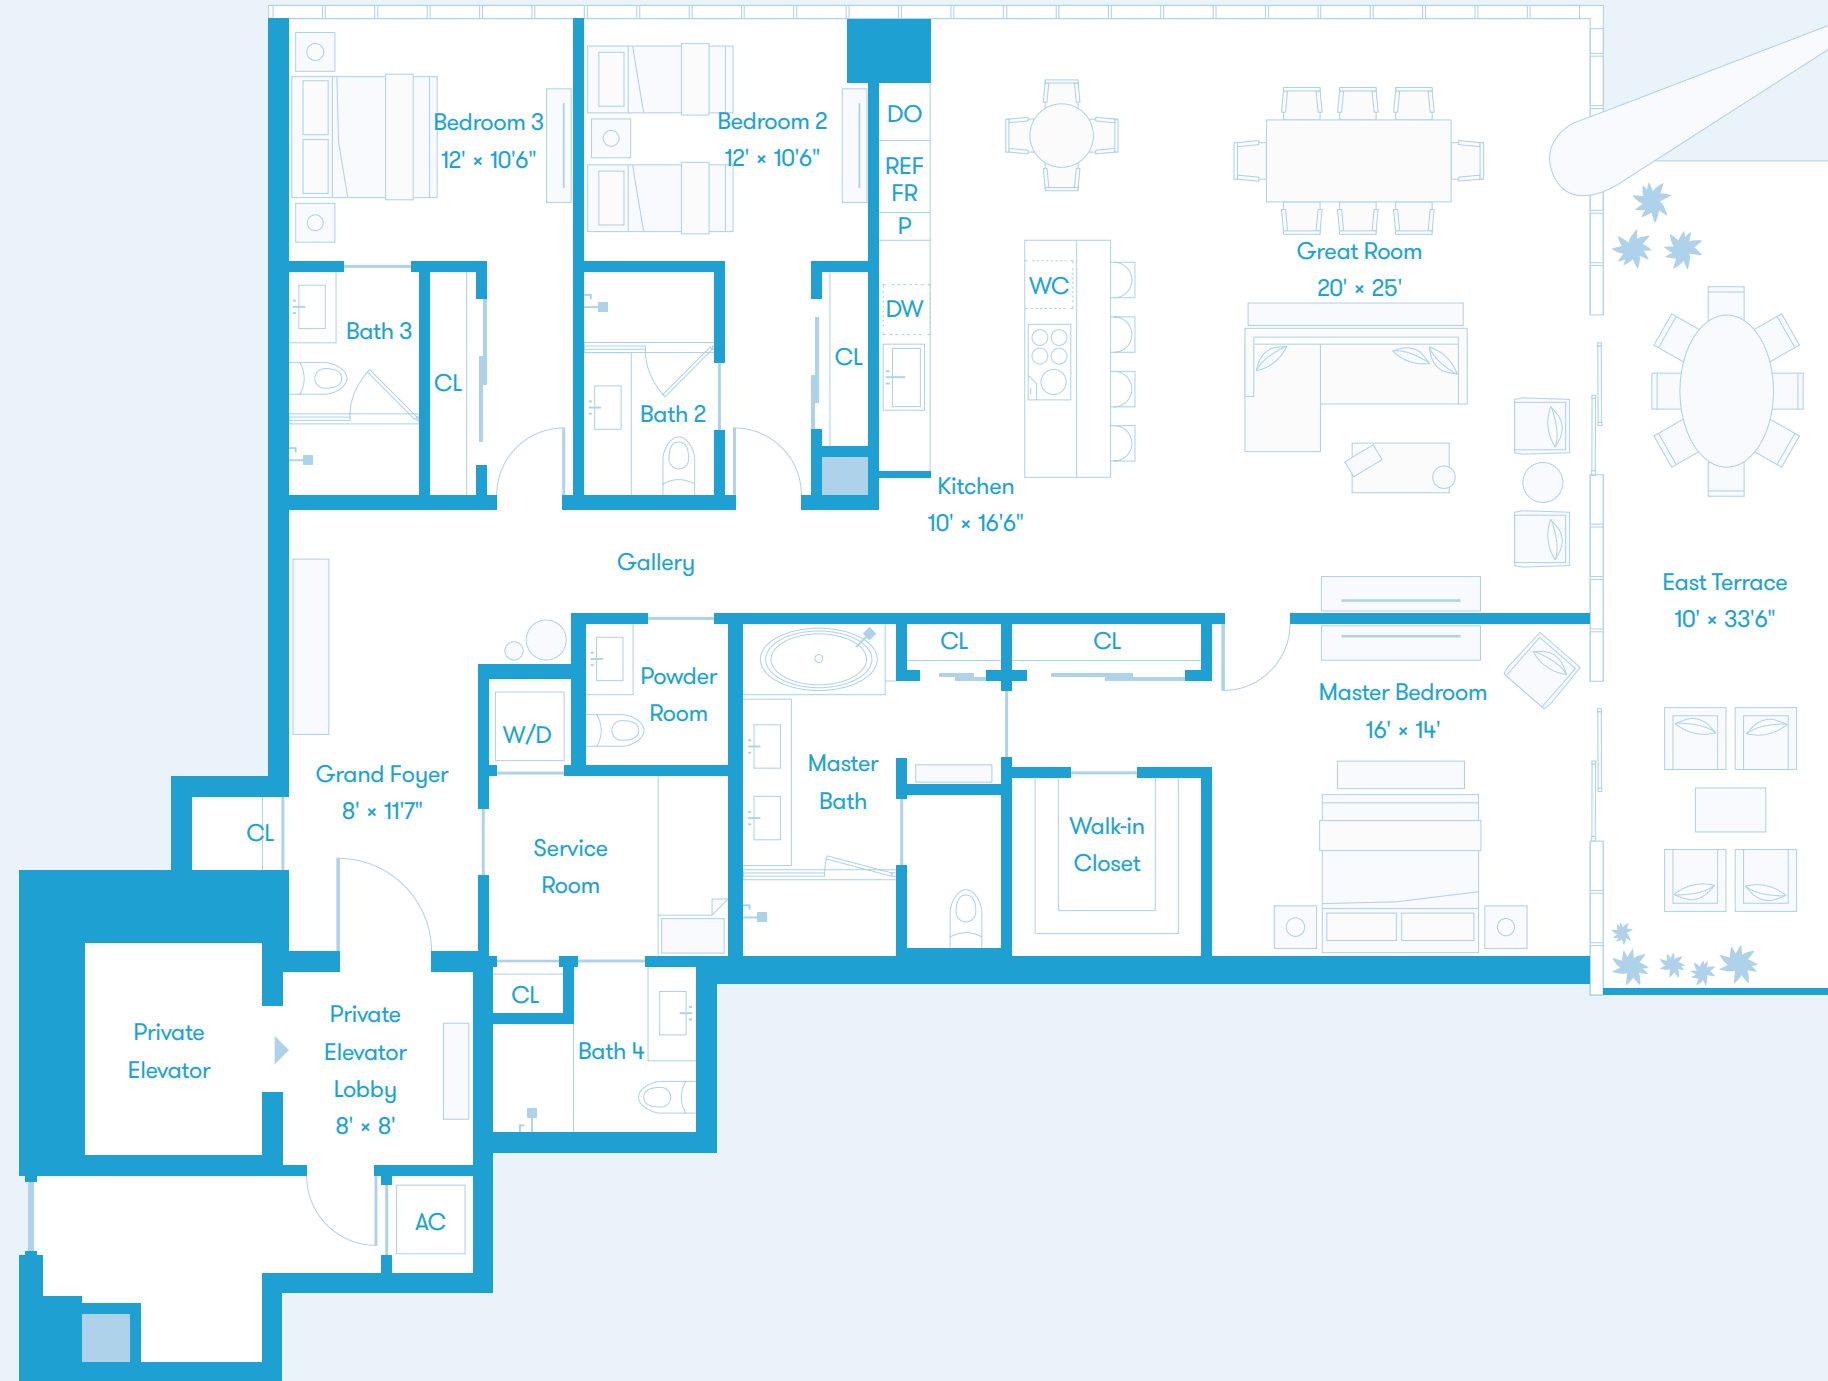 Bedroom 3
12' × 10'6"
Bedroom 2
12' × 10'6"
DO
REF
FR
P
DW
WC
Great Room
20' × 25'
Bath 3
CL
Bath 2
CL
Kitchen
10' × 16'6"
Gallery
East Terrace
10' × 33'6"
Powder
Room
CL
CL
Master Bedroom
16' × 14'
W/D
Grand Foyer
8' × 11'7"
CL
Master
Bath
Walk-in
Closet
Service
Room
CL
Bath 4
Private
Elevator
Private
Elevator
Lobby
8' × 8'
AC